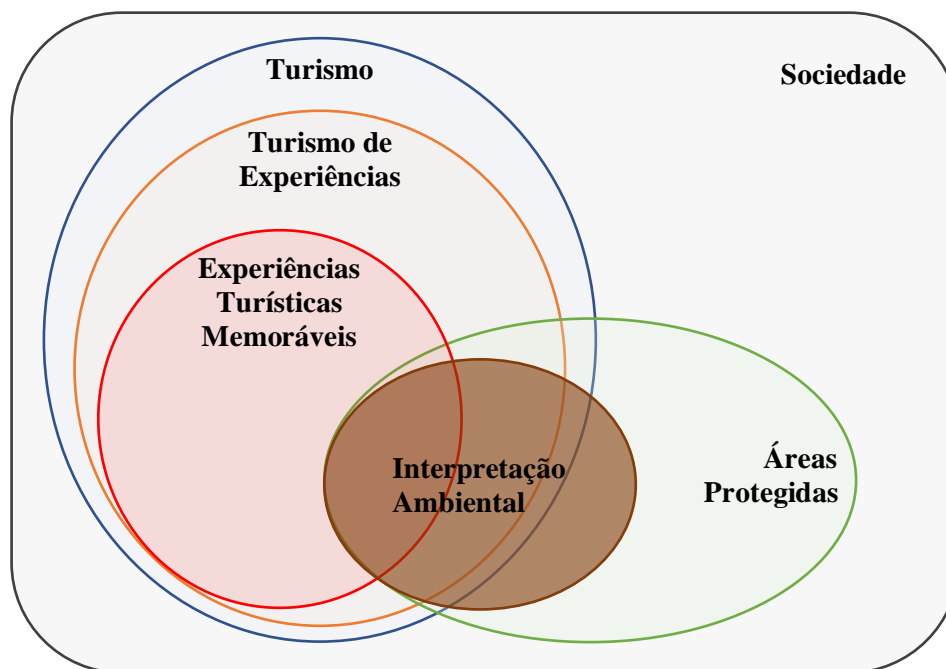 Turismo
Sociedade
Turismo de
Experiências
Experiências
Turísticas
Memoráveis
Interpretação
Ambiental
Áreas
Protegidas